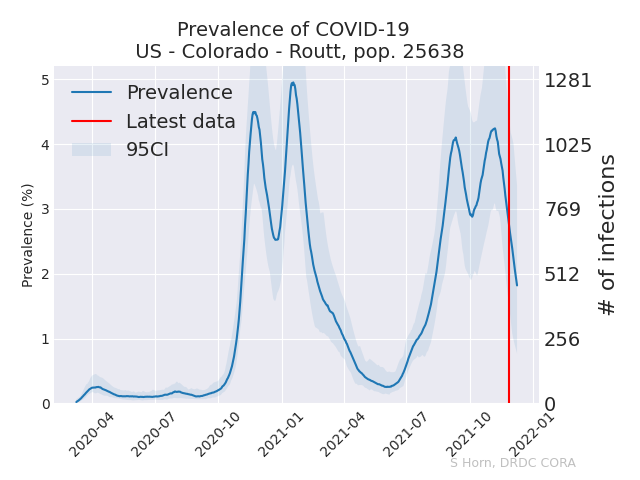 Prevalence of COVID-19
US - Colorado - Routt, pop. 25638
Prevalence
Latest data
95CI
Prevalence (%)
5
4
3
2
1
0
1281
1025
769
512
256
0
# of infections
2020-04
2020-07
2020-10
2021-01
2021-04
2021-07
2021-10
2022-01
S Horn, DRDC CORA